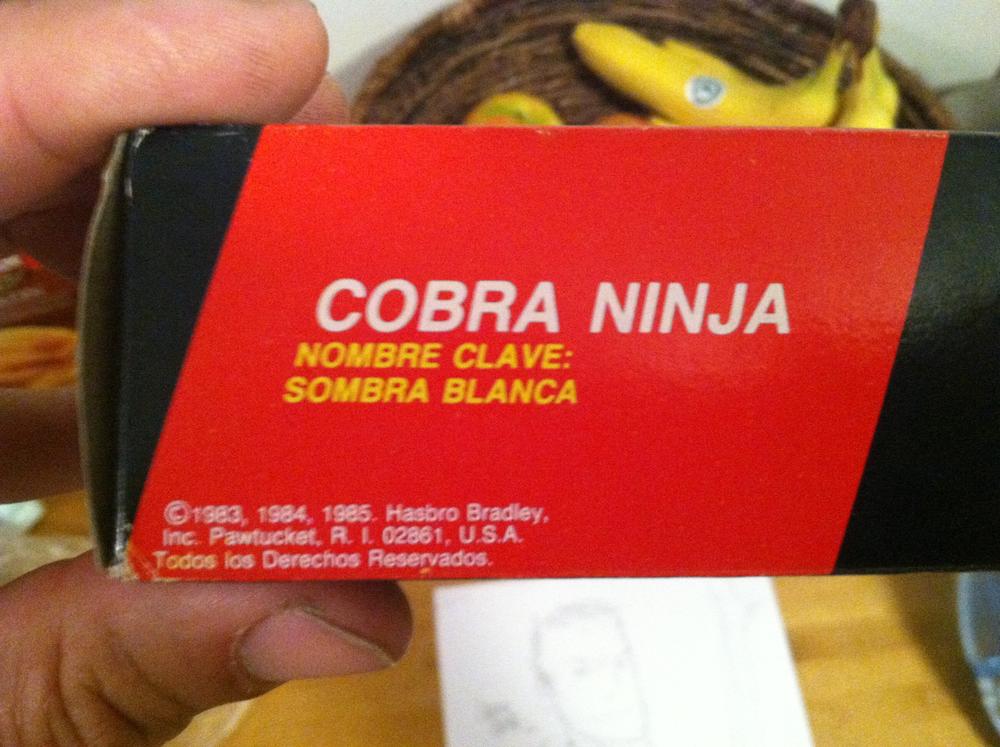 COBRA NINJA
NOMBRE CLAVE:
SOMBRA BLANCA
©1983, 1984, 1985. Hasbro Bradley,
Inc. Pawtucket, R. I. 02861, U.S.A.
Todos los Derechos Reservados.